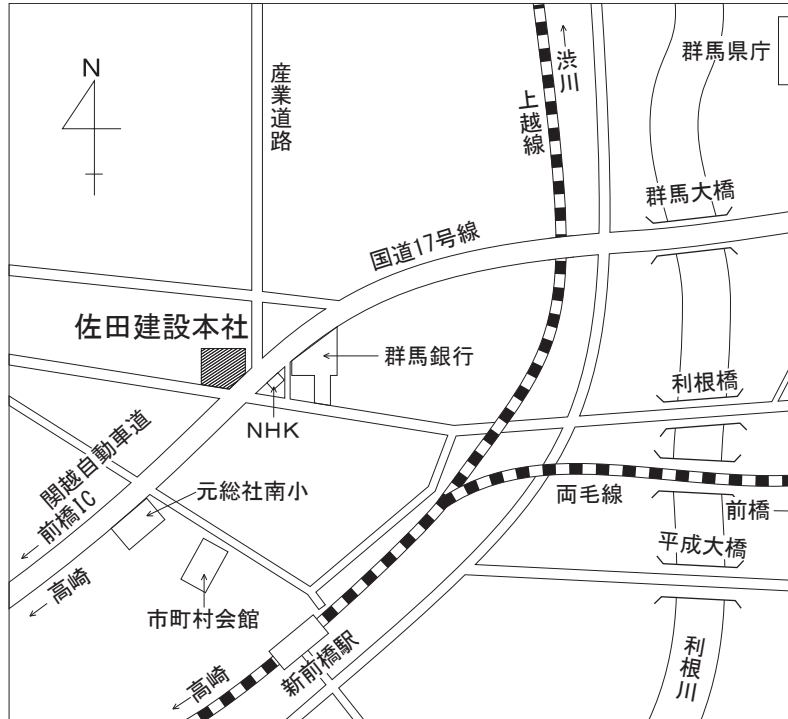 N
産業道路
上越線
渋川
群馬県庁
群馬大橋
国道17号線
佐田建設本社
群馬銀行
利根橋
NHK
関越自動車道
前橋IC
元総社南小
両毛線
前橋
平成大橋
高崎
市町村会館
高崎
新前橋駅
利根川